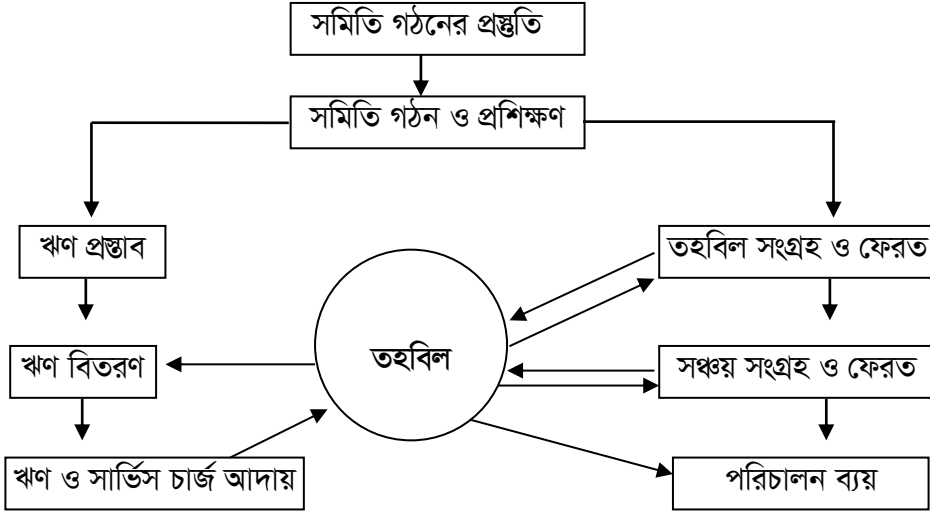 সমিতি গঠনের প্রস্তুতি
সমিতি গঠন ও প্রশিক্ষণ
ঋণ প্রস্তাব
তহবিল সংগ্রহ ও ফেরত
তহবিল
ঋণ বিতরণ
সঞ্চয় সংগ্রহ ও ফেরত
ঋণ ও সার্ভিস চার্জ আদায়
পরিচালন ব্যয়